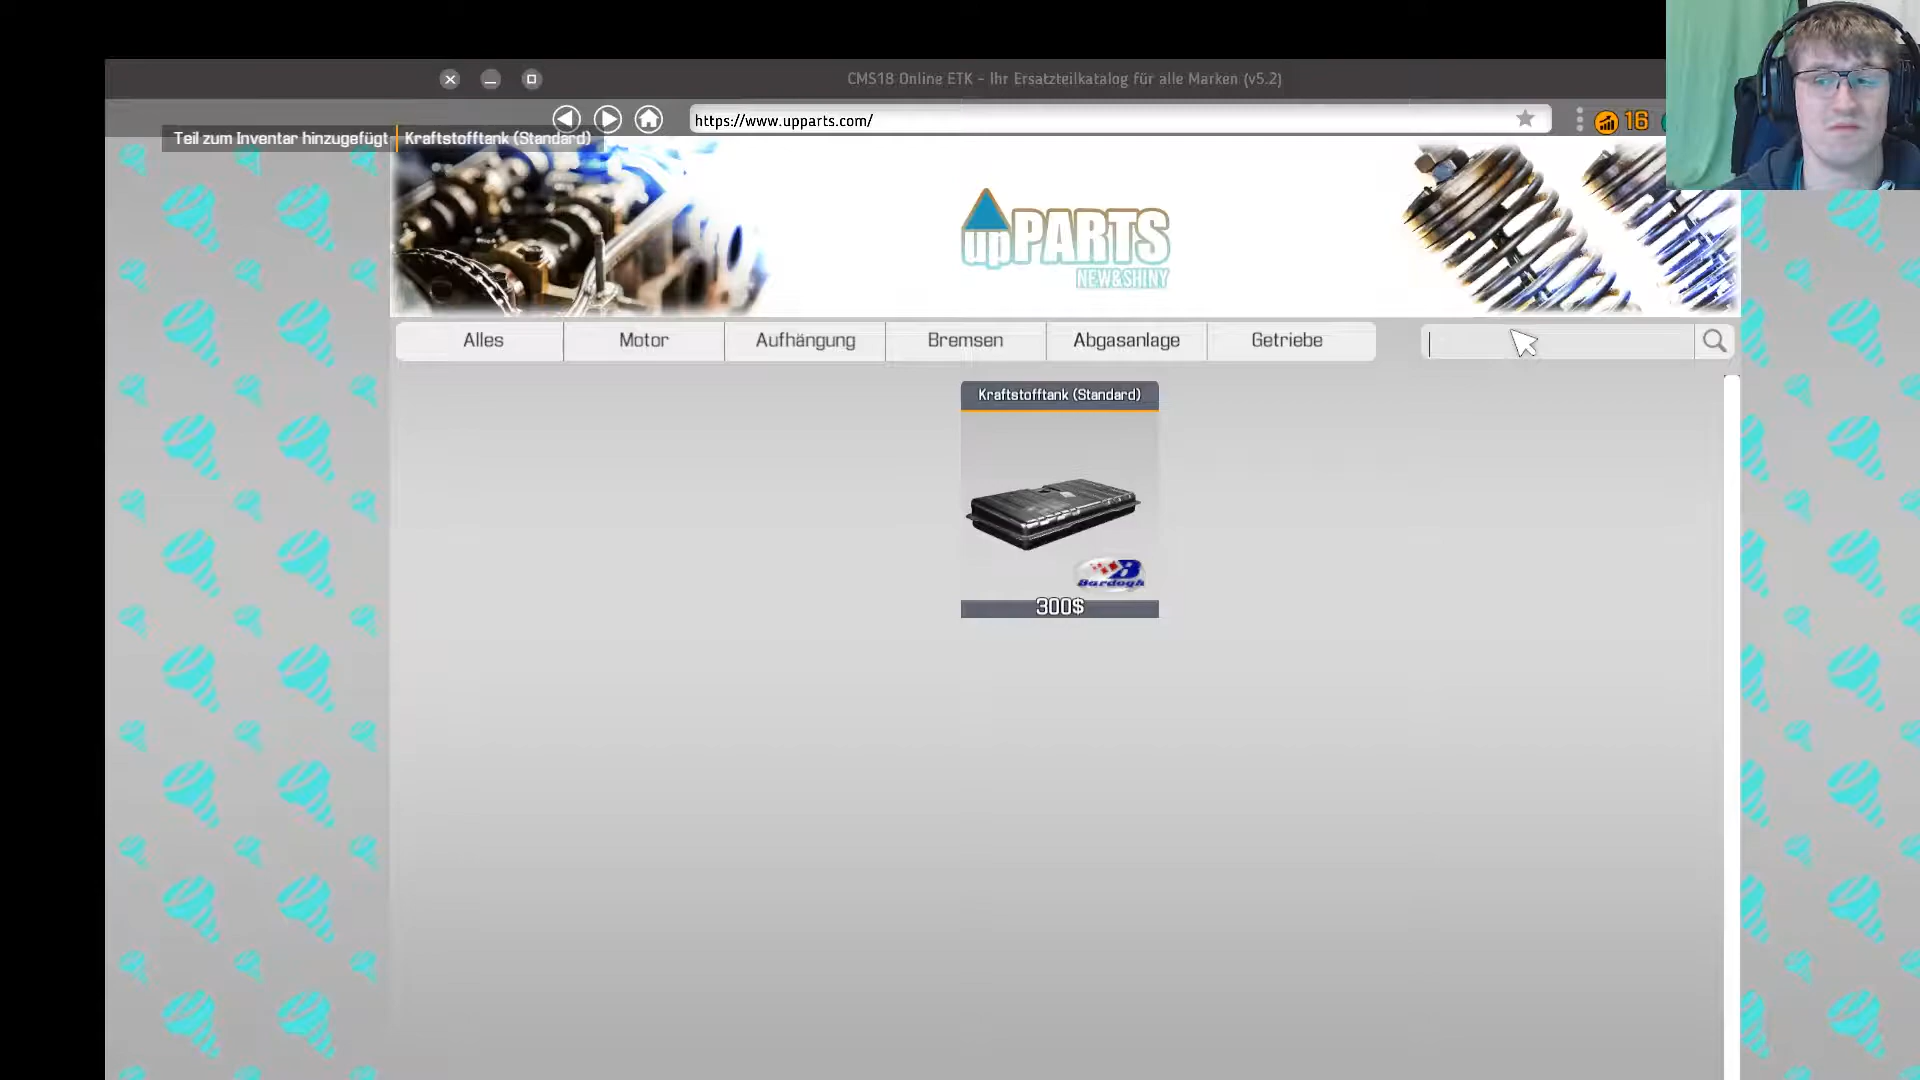 CMS18 Online ETK - Ihr Ersatzteilkatalog für alle Marken (v5.2)
https://www.upparts.com/
16
Teil zum Inventar hinzugefügt Kraftstofftank (Standard)
upPARTS
NEW&SHINY
Alles Motor Aufhängung Bremsen Abgasanlage Getriebe
Kraftstofftank (Standard)
Bardogh
300$